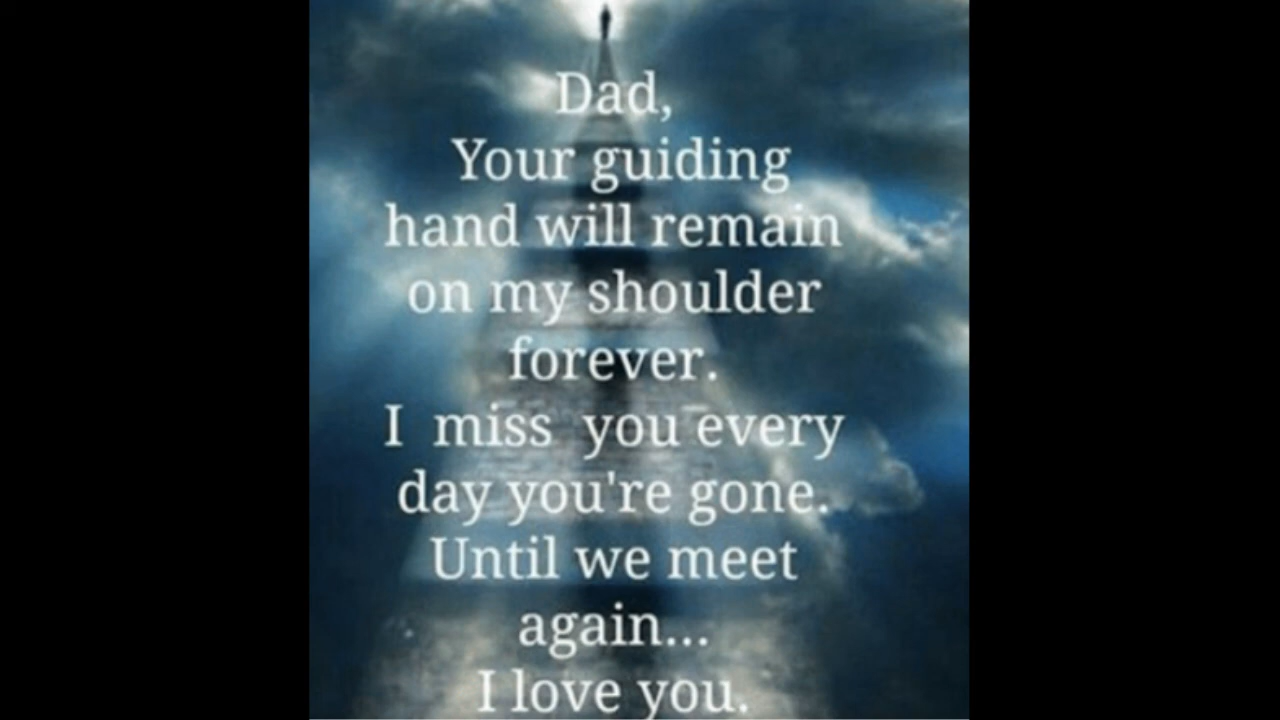 Dad,
Your guiding
hand will remain
on my shoulder
forever.
I miss you every
day you're gone.
Until we meet
again...
I love you.